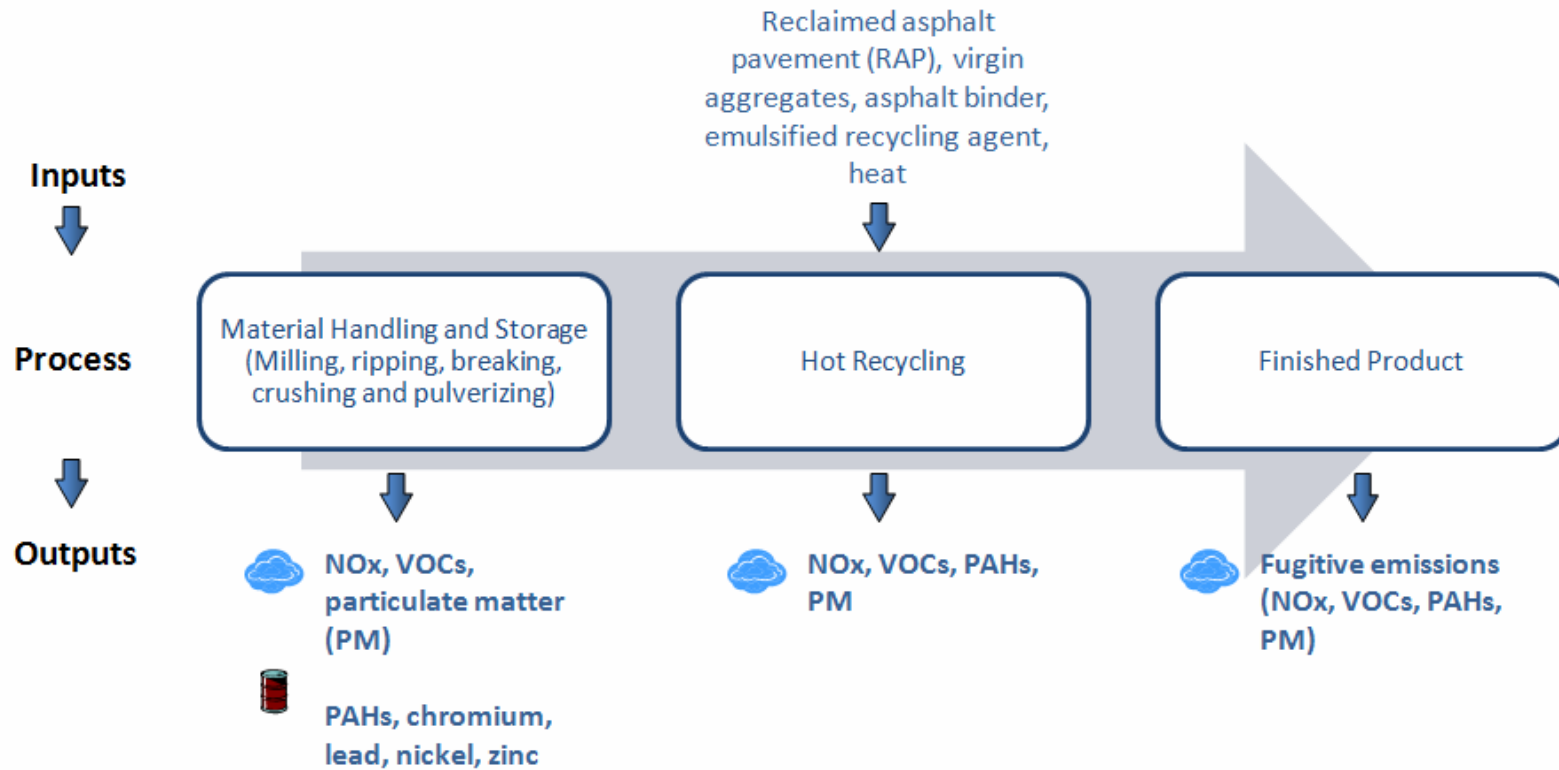 Reclaimed asphalt
pavement (RAP), virgin
aggregates, asphalt binder,
emulsified recycling agent,
heat
Inputs
Process
Material Handling and Storage
(Milling, ripping, breaking,
crushing and pulverizing)
Hot Recycling
Finished Product
Outputs
NOx, VOCs,
particulate matter
(PM)
PAHs, chromium,
lead, nickel, zinc
NOx, VOCs, PAHs,
PM
Fugitive emissions
(NOx, VOCs, PAHs,
PM)